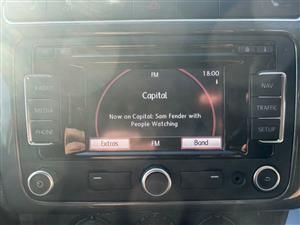 FM
18:00
i
Capital
Now on Capital: Sam Fender with
People Watching
Extras
FM
Band
RADIO
MEDIA
PHONE
NAV
TRAFFIC
SETUP